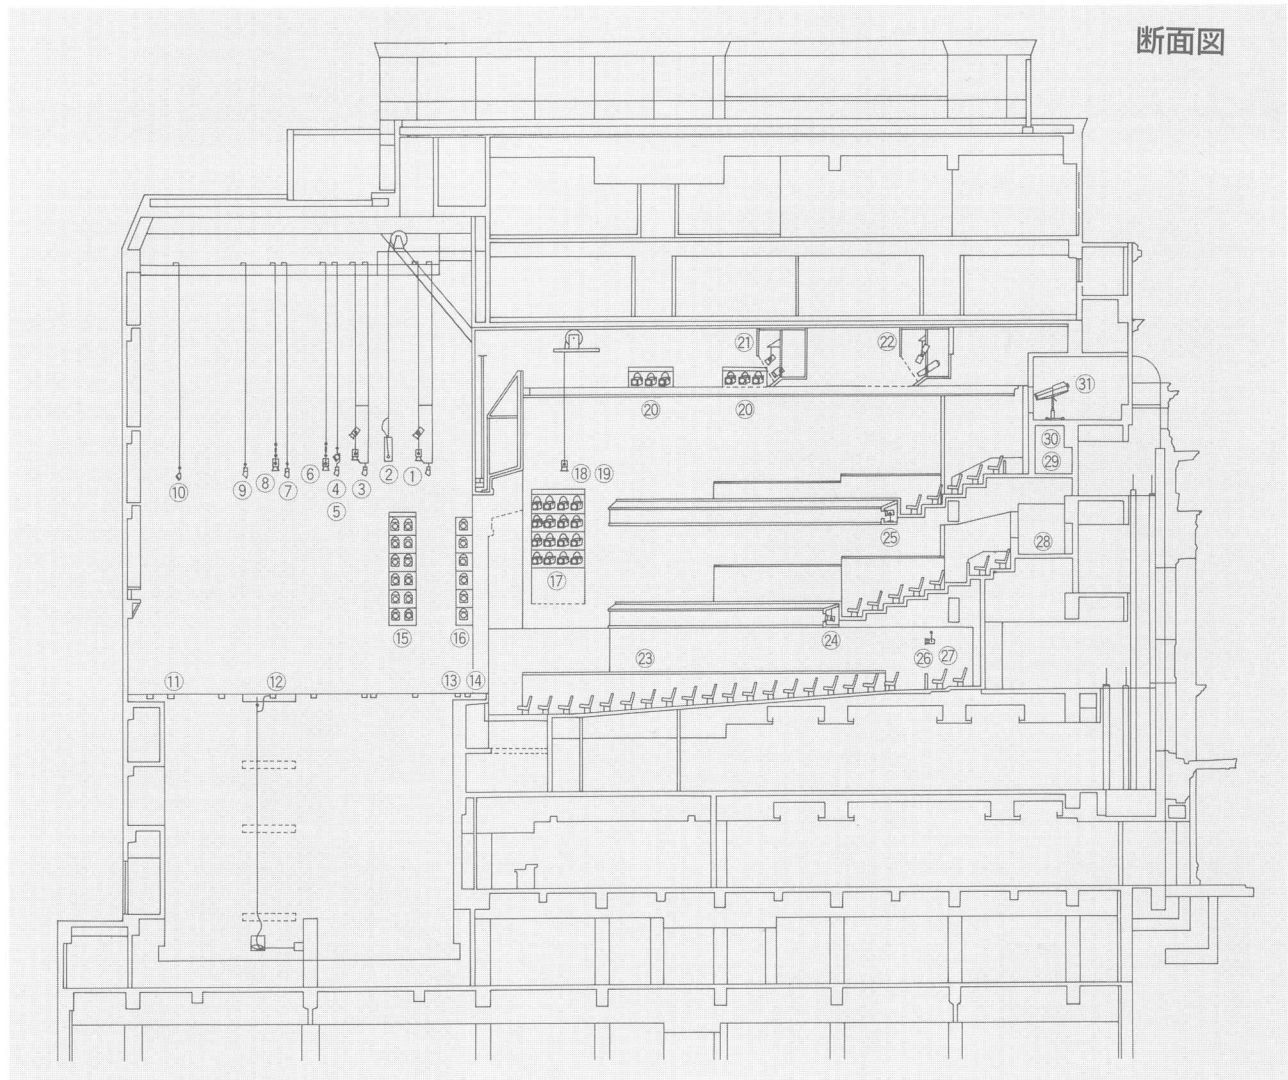 断面図
㉑
㉒
㉛
⑳ ⑳
㉚
⑩ ⑨ ⑧ ⑦ ⑥ ④ ③ ② ① ⑱ ⑲ ㉙
⑤
㉕ ㉘
⑰
⑮ ⑯ ㉔
㉓ ㉖ ㉗
⑪ ⑫ ⑬ ⑭